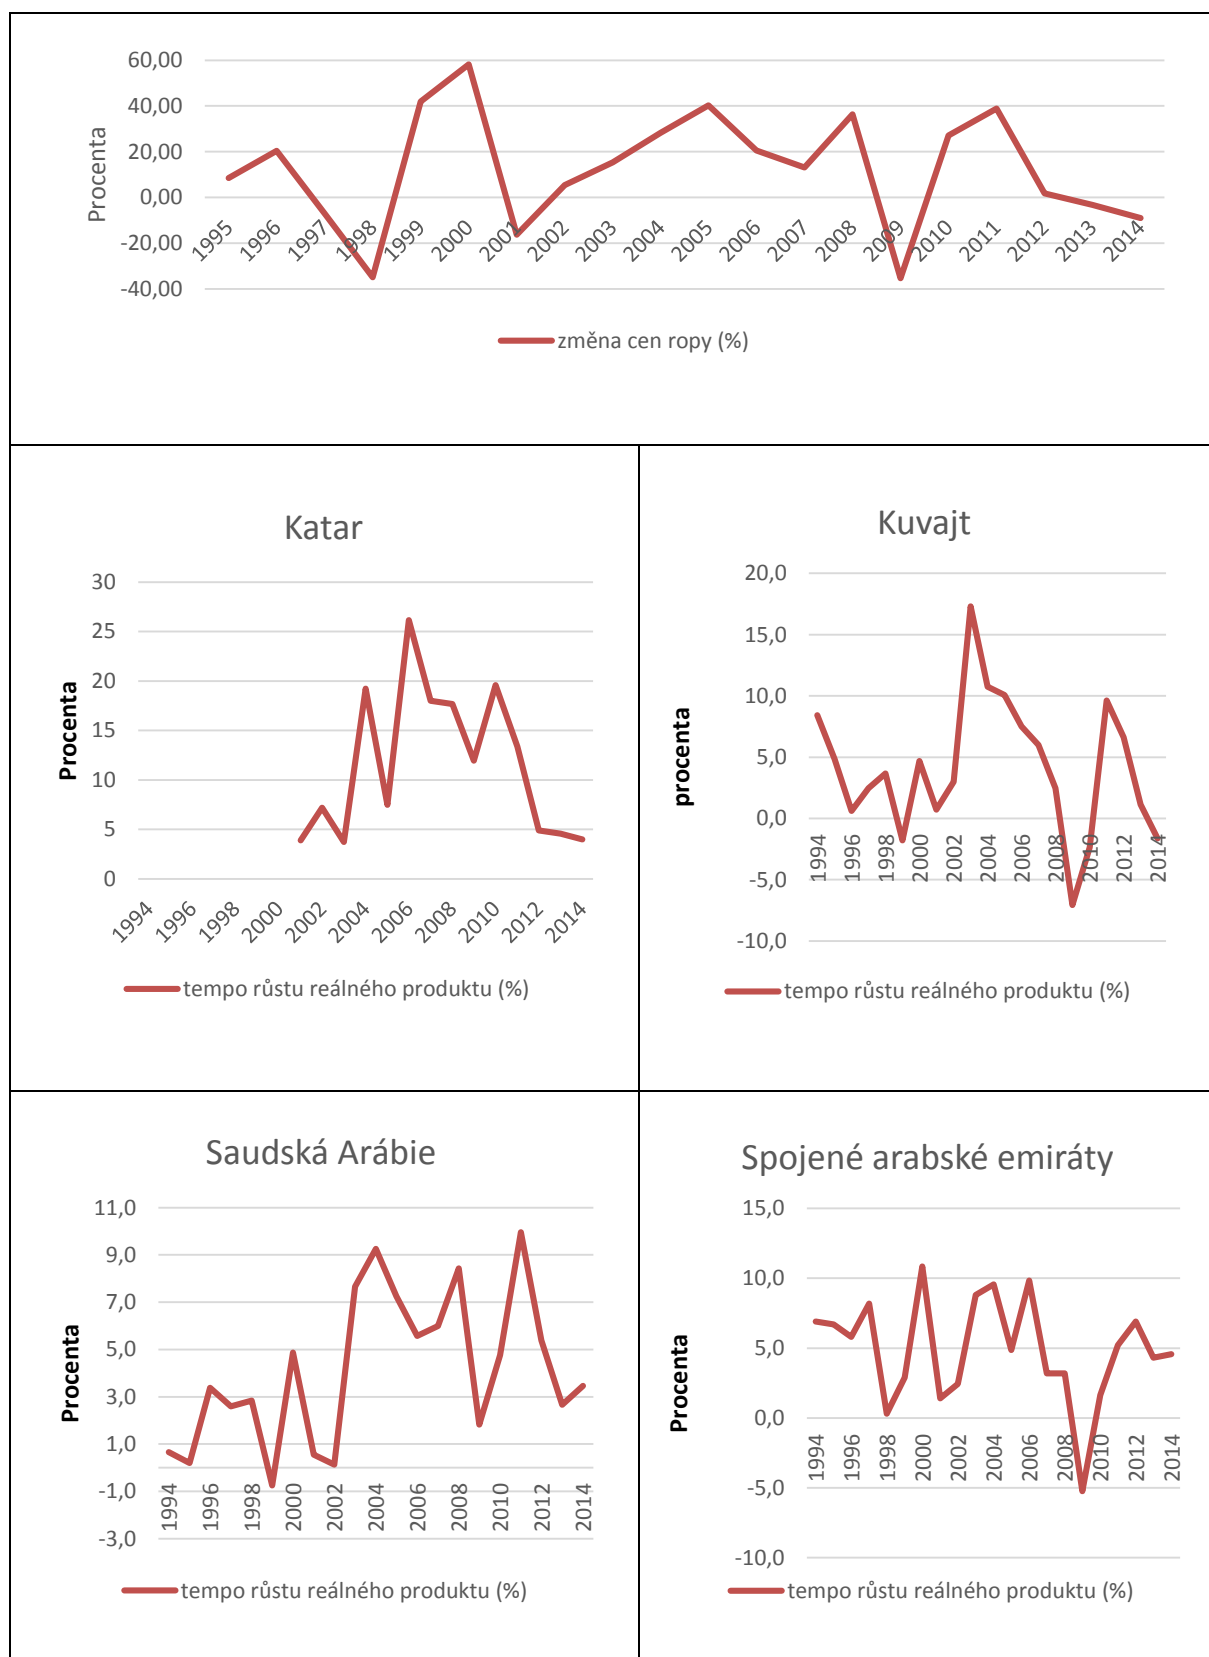 60,00
40,00
20,00
0,00
-20,00
-40,00
Procenta
1995 1996 1997 1998 1999 2000 2001 2002 2003 2004 2005 2006 2007 2008 2009 2010 2011 2012 2013 2014
změna cen ropy (%)
Katar
30
25
20
15
10
5
0
Procenta
1994 1996 1998 2000 2002 2004 2006 2008 2010 2012 2014
tempo růstu reálného produktu (%)
Kuvajt
20,0
15,0
10,0
5,0
0,0
-5,0
-10,0
procenta
1994 1996 1998 2000 2002 2004 2006 2008 2010 2012 2014
tempo růstu reálného produktu (%)
Saudská Arábie
11,0
9,0
7,0
5,0
3,0
1,0
-1,0
-3,0
Procenta
1994 1996 1998 2000 2002 2004 2006 2008 2010 2012 2014
tempo růstu reálného produktu (%)
Spojené arabské emiráty
15,0
10,0
5,0
0,0
-5,0
-10,0
Procenta
1994 1996 1998 2000 2002 2004 2006 2008 2010 2012 2014
tempo růstu reálného produktu (%)